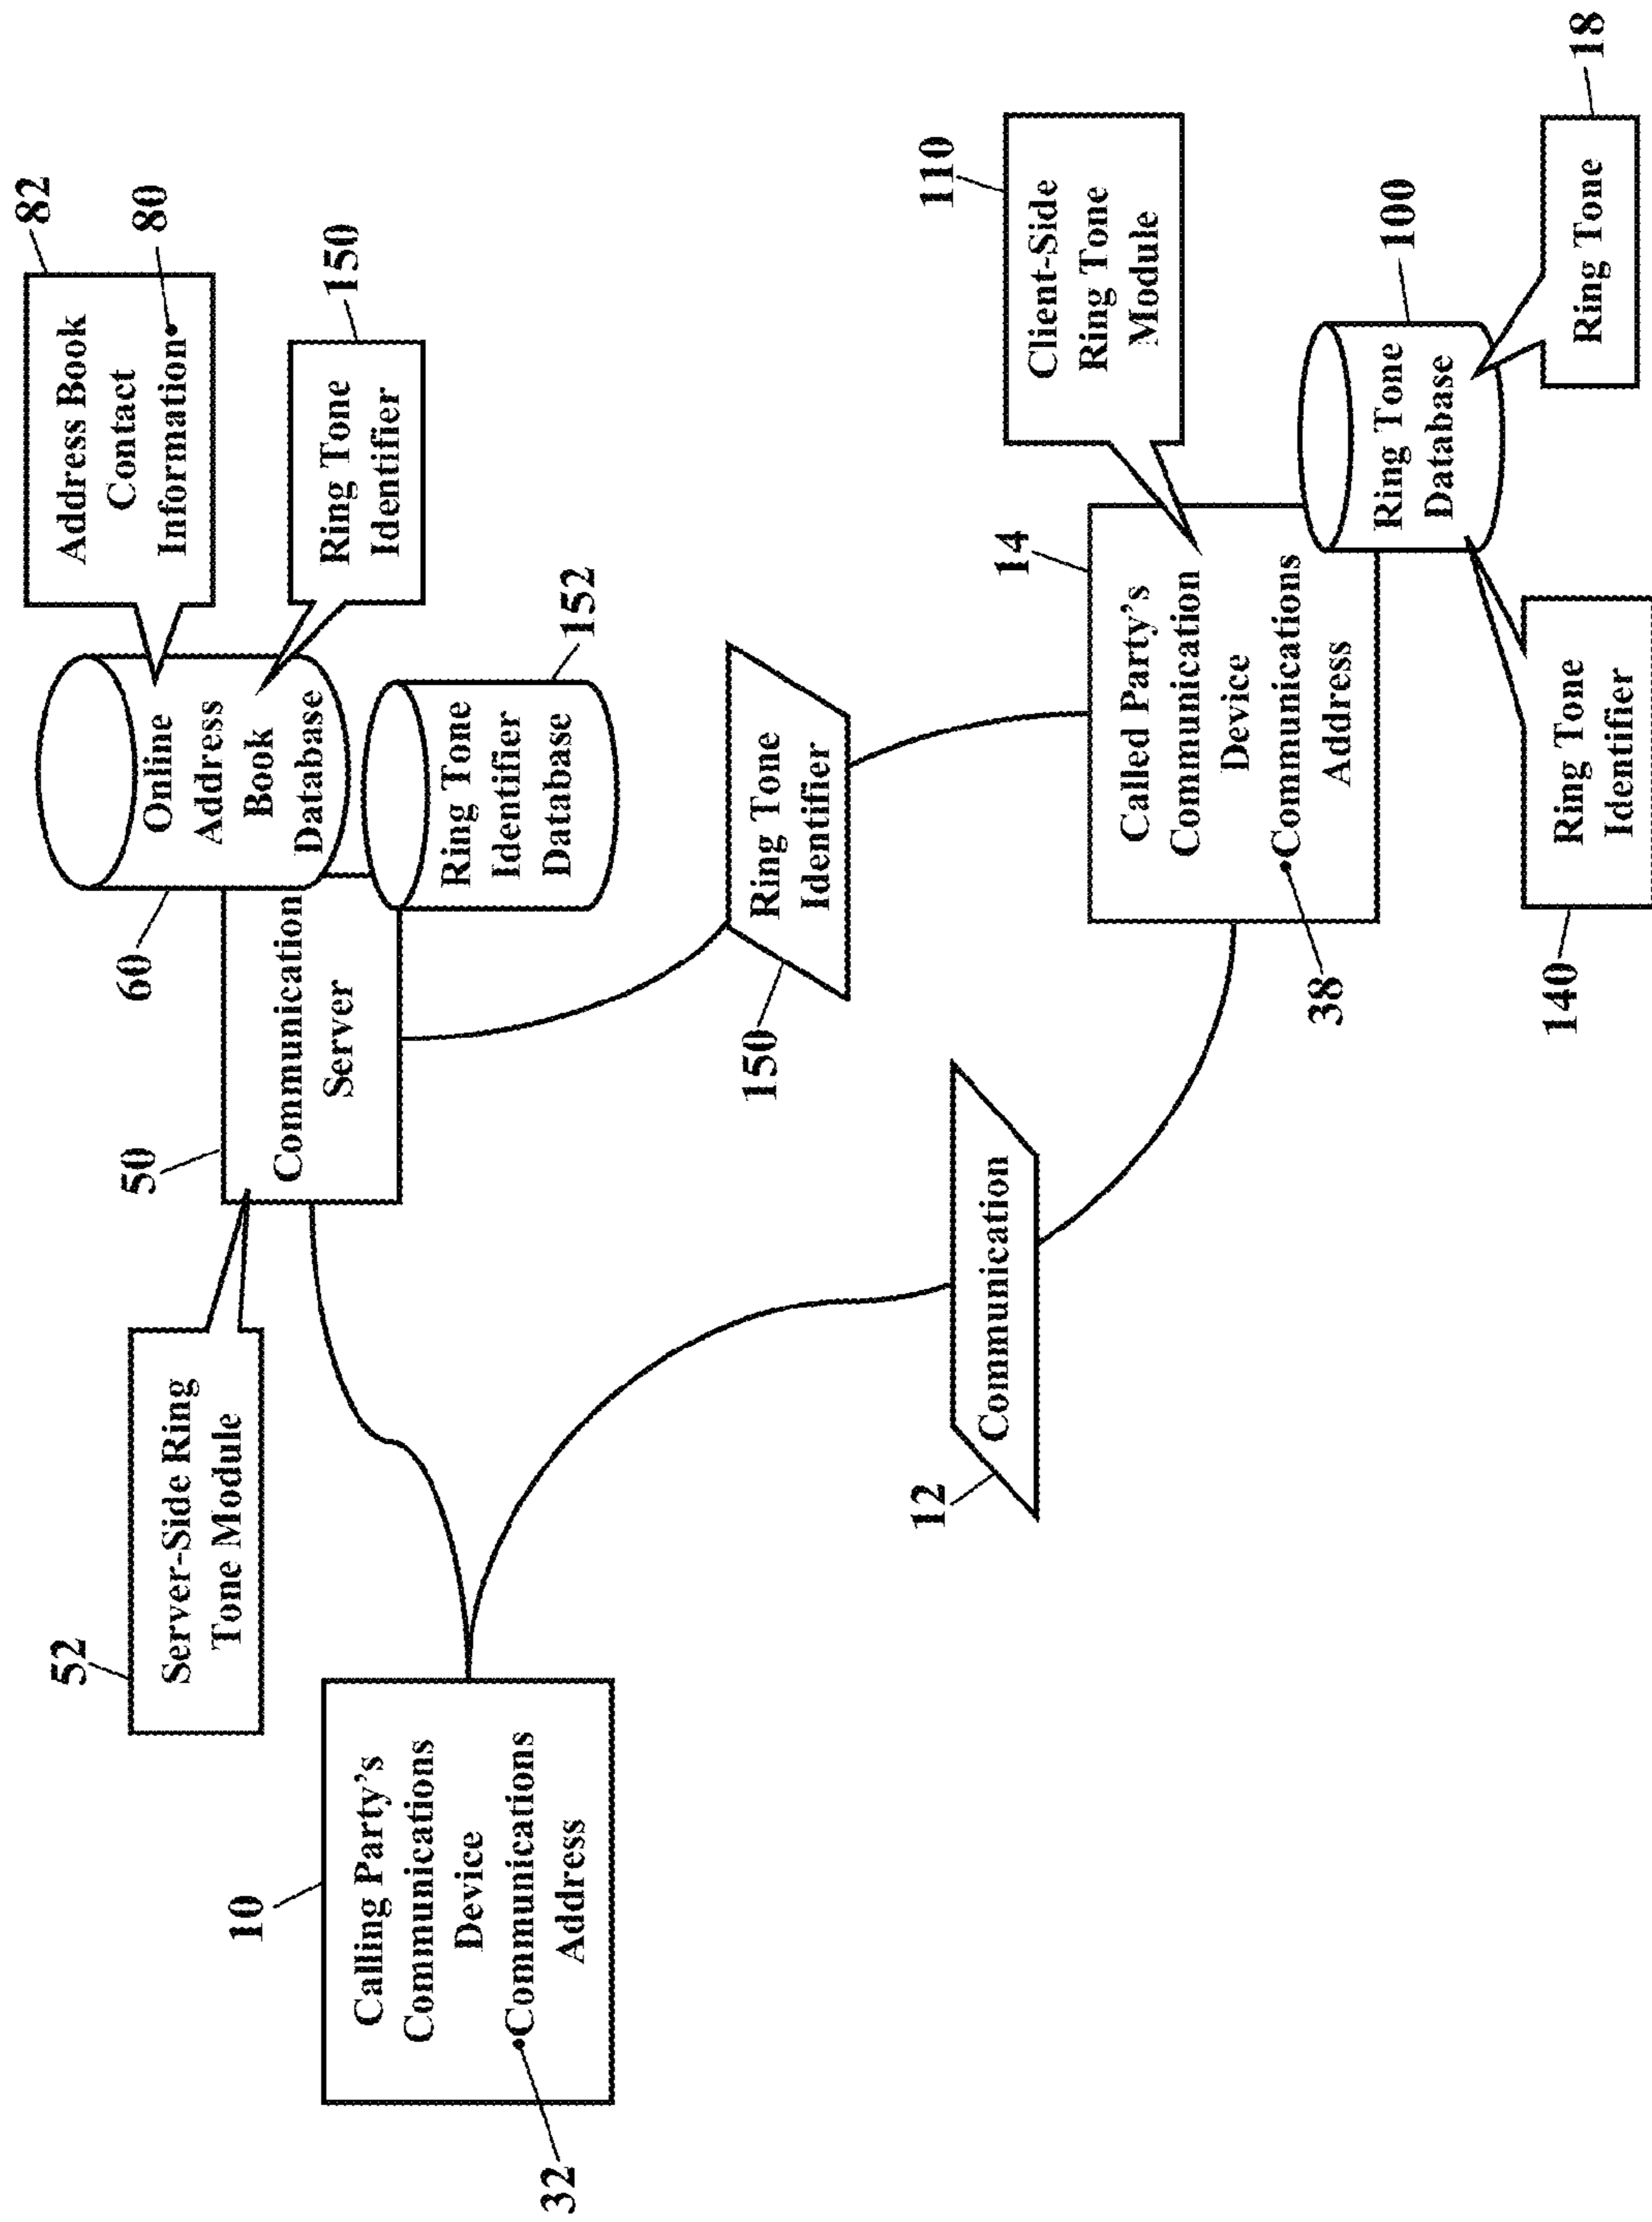 52
Server-Side Ring
Tone Module
50
Communication
Server
60
Online
Address
Book
Database
82
Address Book
Contact
Information
80
150
Ring Tone
Identifier
152
Ring Tone
Identifier
Database
10
Calling Party's
Communications
Device
Communications
Address
32
150
Ring Tone
Identifier
12
Communication
14
Called Party's
Communication
Device
Communications
Address
38
110
Client-Side
Ring Tone
Module
100
Ring Tone
Database
140
Ring Tone
Identifier
18
Ring Tone